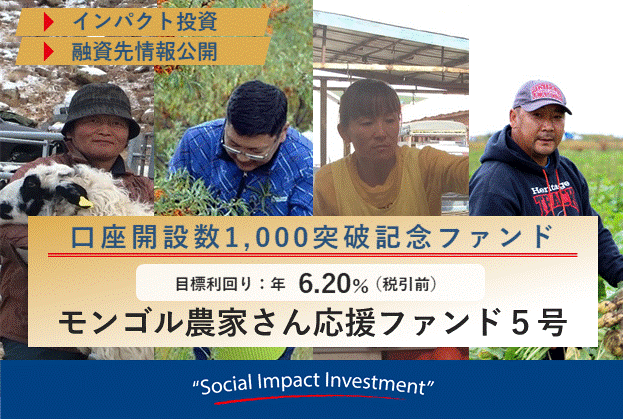 インパクト投資
融資先情報公開
Heritage
口座開設数1,000突破記念ファンド
目標利回り：年 6.20%（税引前）
モンゴル農家さん応援ファンド５号
“Social Impact Investment”